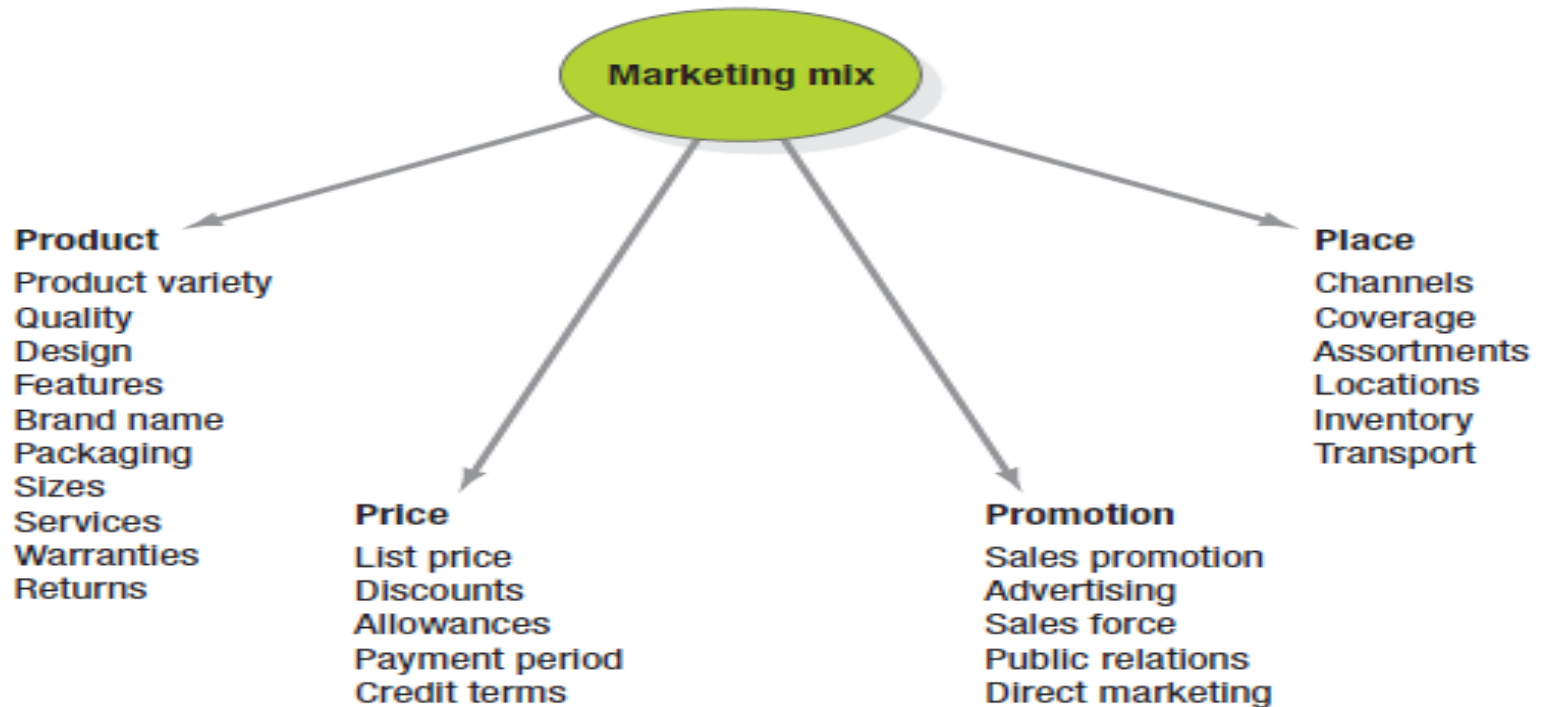 Marketing mix
Product
Product variety
Quality
Design
Features
Brand name
Packaging
Sizes
Services
Warranties
Returns
Price
List price
Discounts
Allowances
Payment period
Credit terms
Promotion
Sales promotion
Advertising
Sales force
Public relations
Direct marketing
Place
Channels
Coverage
Assortments
Locations
Inventory
Transport